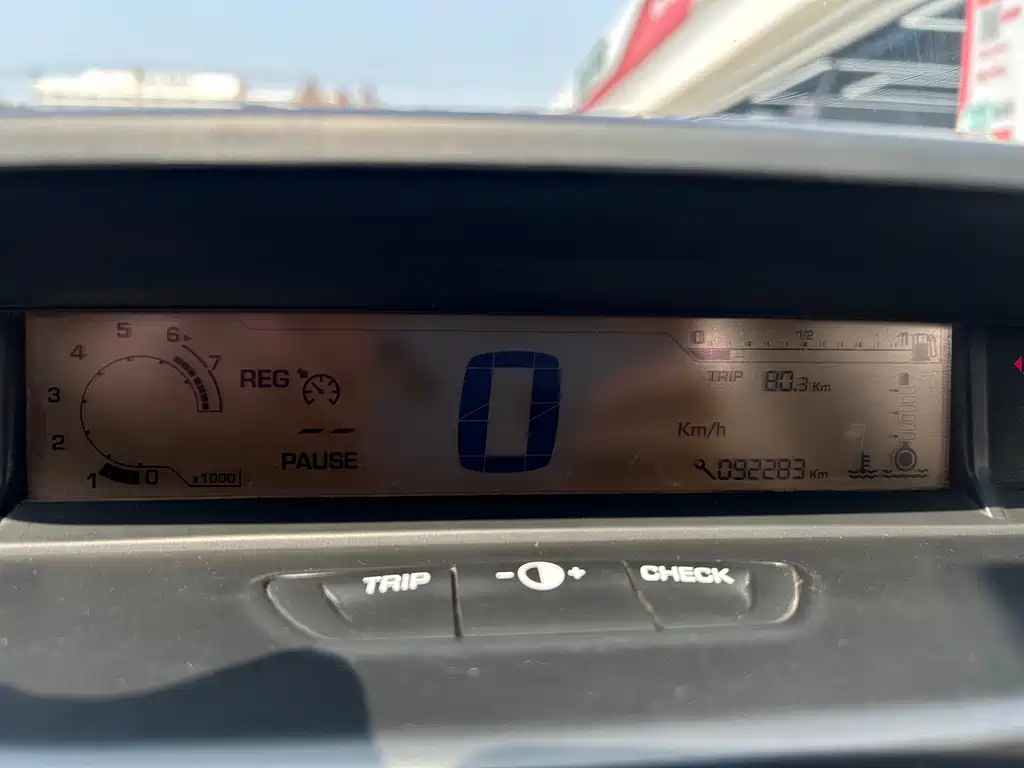 0 1/2 1
5 6
4 7
REG
TRIP 80.3 Km
3
0
Km/h
2
--
PAUSE
092283 Km
1 0 x1000
TRIP - + CHECK